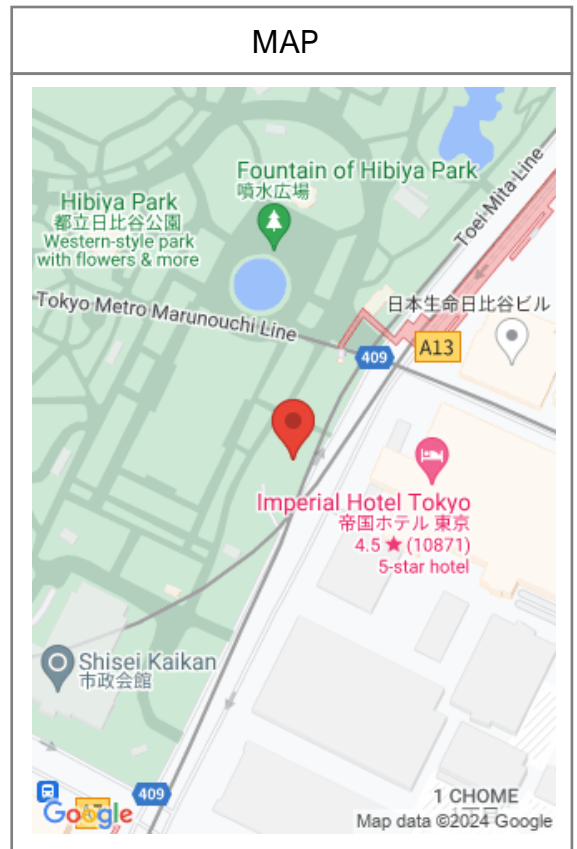 MAP
Fountain of Hibiya Park
噴水広場
Hibiya Park
都立日比谷公園
Western-style park
with flowers & more
Toei Mita Line
Tokyo Metro Marunouchi Line
日本生命日比谷ビル
409
A13
Imperial Hotel Tokyo
帝国ホテル 東京
4.5 ★ (10871)
5-star hotel
Shisei Kaikan
市政会館
409
1 CHOME
Google
Map data ©2024 Google